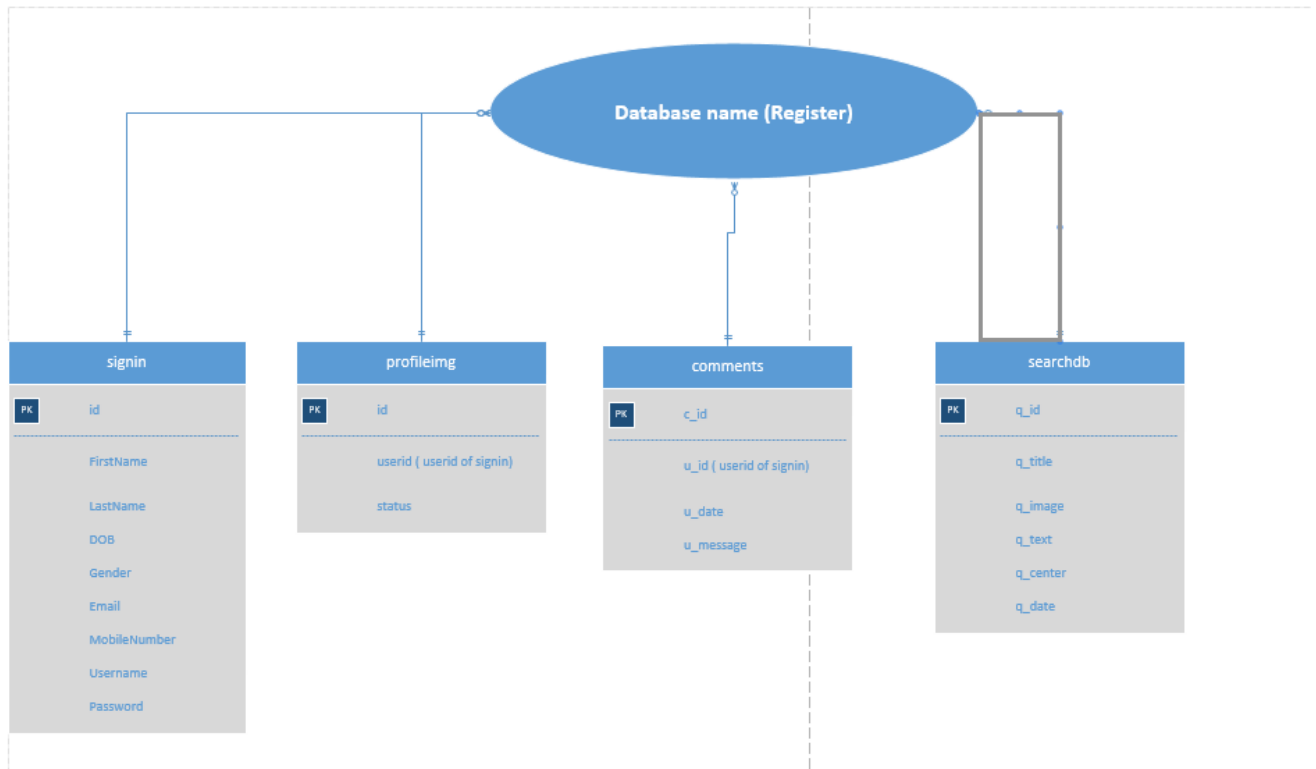 Database name (Register)
signin
PK id
FirstName
LastName
DOB
Gender
Email
MobileNumber
Username
Password
profileimg
PK id
userid ( userid of signin)
status
comments
PK c_id
u_id ( userid of signin)
u_date
u_message
searchdb
PK q_id
q_title
q_image
q_text
q_center
q_date